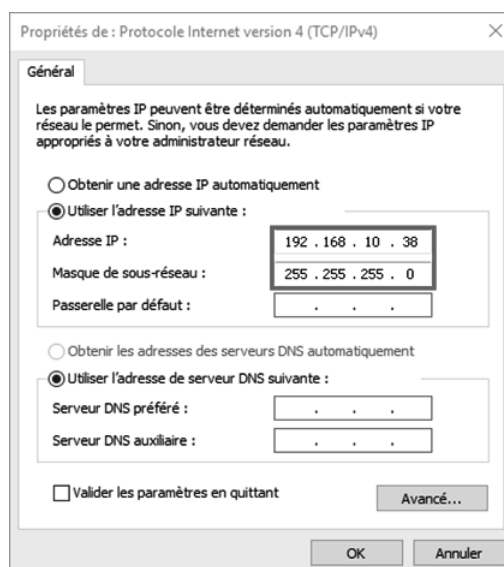 Propriétés de : Protocole Internet version 4 (TCP/IPv4)
Général
Les paramètres IP peuvent être déterminés automatiquement si votre
réseau le permet. Sinon, vous devez demander les paramètres IP
appropriés à votre administrateur réseau.
Obtenir une adresse IP automatiquement
Utiliser l'adresse IP suivante :
Adresse IP : 192 . 168 . 10 . 38
Masque de sous-réseau : 255 . 255 . 255 . 0
Passerelle par défaut : . . .
Obtenir les adresses des serveurs DNS automatiquement
Utiliser l'adresse de serveur DNS suivante :
Serveur DNS préféré : . . .
Serveur DNS auxiliaire : . . .
Valider les paramètres en quittant
Avancé...
OK Annuler